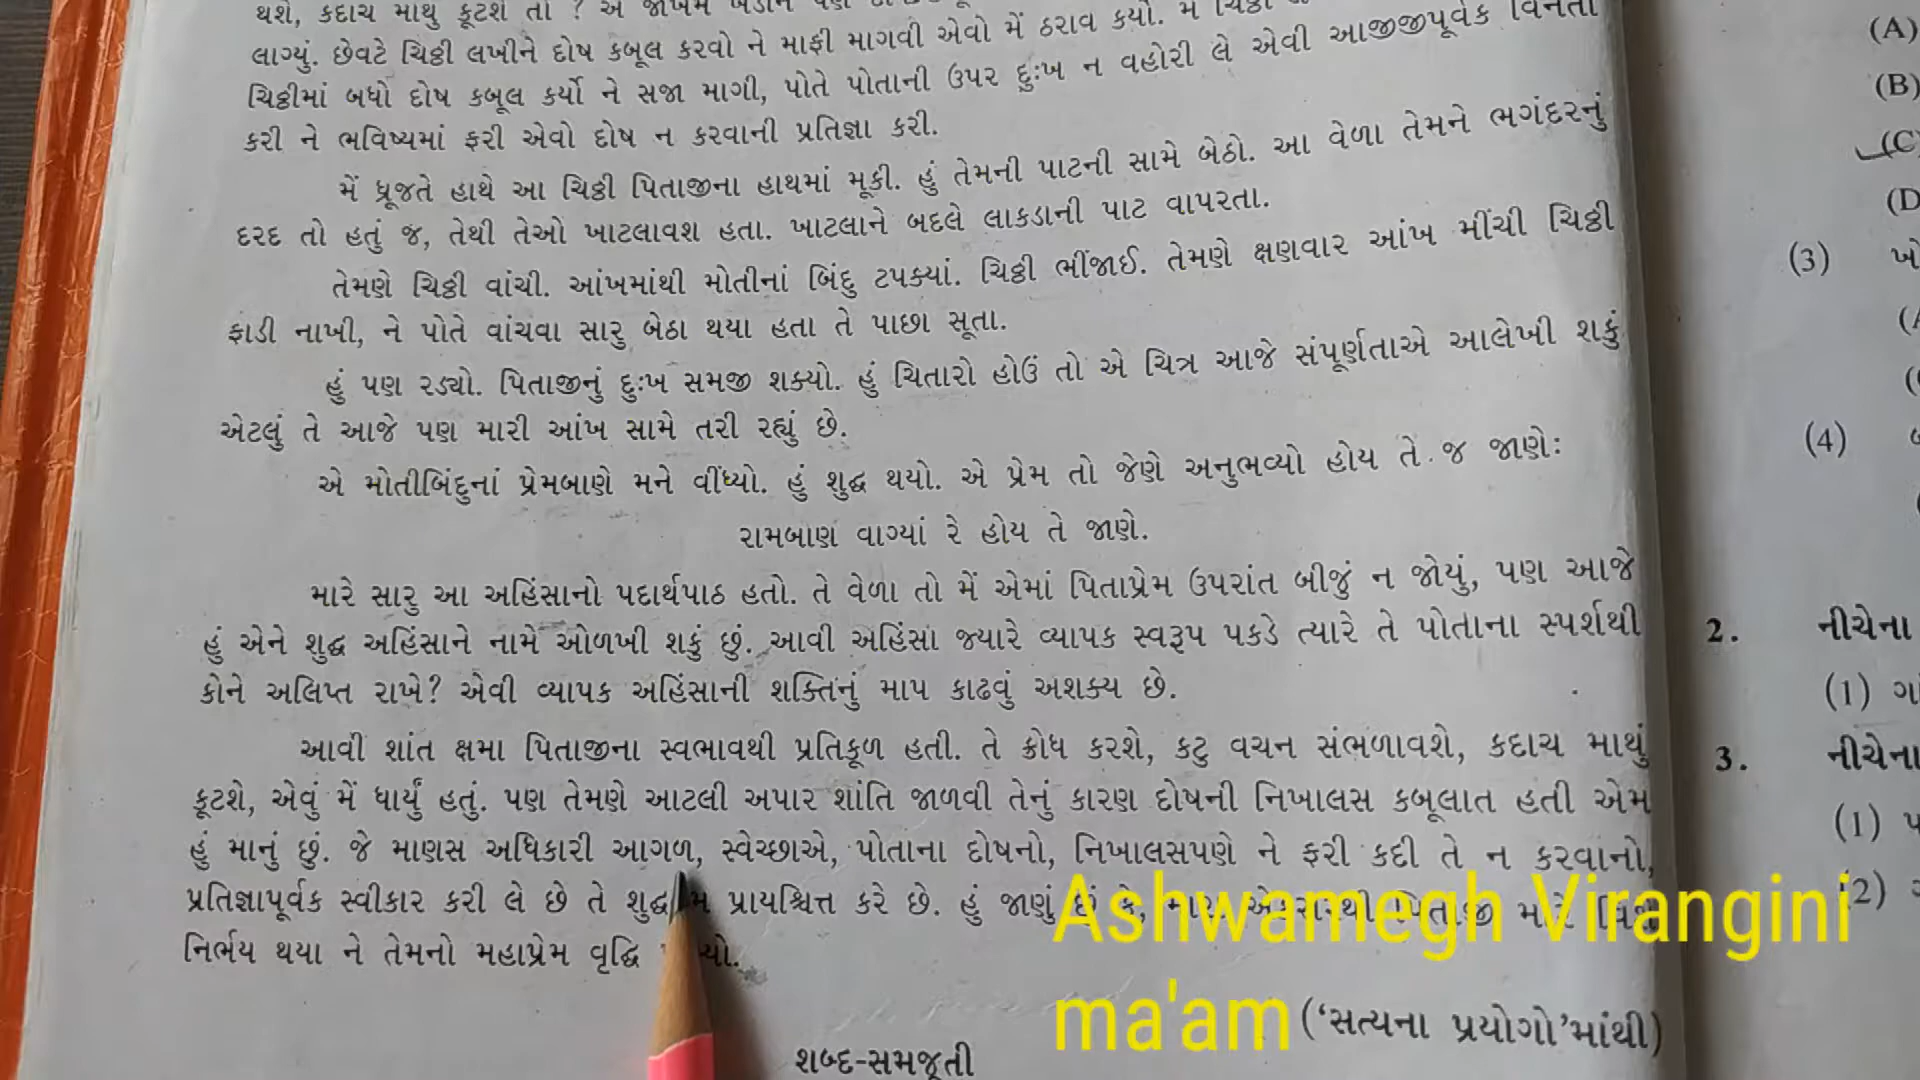 થશે, કદાચ માથુ કૂટશે તો ? એ જોખમ
લાગ્યું. છેવટે ચિઠ્ઠી લખીને દોષ કબૂલ કરવો ને માફી માગવી એવો મેં ઠરાવ કર્યો. મેં ચિઠ્ઠી
ચિઠ્ઠીમાં બધો દોષ કબૂલ કર્યો ને સજા માગી, પોતે પોતાની ઉપર દુઃખ ન વહોરી લે એવી આજીજીપૂર્વક વિનંતી
કરી ને ભવિષ્યમાં ફરી એવો દોષ ન કરવાની પ્રતિજ્ઞા કરી.
મેં ધ્રૂજતે હાથે આ ચિઠ્ઠી પિતાજીના હાથમાં મૂકી. હું તેમની પાટની સામે બેઠો. આ વેળા તેમને ભગંદરનું
દરદ તો હતું જ, તેથી તેઓ ખાટલાવશ હતા. ખાટલાને બદલે લાકડાની પાટ વાપરતા.
તેમણે ચિઠ્ઠી વાંચી. આંખમાંથી મોતીનાં બિંદુ ટપક્યાં. ચિઠ્ઠી ભીંજાઈ. તેમણે ક્ષણવાર આંખ મીંચી ચિઠ્ઠી
ફાડી નાખી, ને પોતે વાંચવા સારુ બેઠા થયા હતા તે પાછા સૂતા.
હું પણ રડ્યો. પિતાજીનું દુઃખ સમજી શક્યો. હું ચિતારો હોઉં તો એ ચિત્ર આજે સંપૂર્ણતાએ આલેખી શકું
એટલું તે આજે પણ મારી આંખ સામે તરી રહ્યું છે.
એ મોતીબિંદુનાં પ્રેમબાણે મને વીંધ્યો. હું શુદ્ધ થયો. એ પ્રેમ તો જેણે અનુભવ્યો હોય તે જ જાણેઃ
રામબાણ વાગ્યાં રે હોય તે જાણે.
મારે સારુ આ અહિંસાનો પદાર્થપાઠ હતો. તે વેળા તો મેં એમાં પિતાપ્રેમ ઉપરાંત બીજું ન જોયું, પણ આજે
હું એને શુદ્ધ અહિંસાને નામે ઓળખી શકું છું. આવી અહિંસા જ્યારે વ્યાપક સ્વરૂપ પકડે ત્યારે તે પોતાના સ્પર્શથી
કોને અલિપ્ત રાખે? એવી વ્યાપક અહિંસાની શક્તિનું માપ કાઢવું અશક્ય છે.
આવી શાંત ક્ષમા પિતાજીના સ્વભાવથી પ્રતિકૂળ હતી. તે ક્રોધ કરશે, કટુ વચન સંભળાવશે, કદાચ માથું
કૂટશે, એવું મેં ધાર્યું હતું. પણ તેમણે આટલી અપાર શાંતિ જાળવી તેનું કારણ દોષની નિખાલસ કબૂલાત હતી એમ
હું માનું છું. જે માણસ અધિકારી આગળ, સ્વેચ્છાએ, પોતાના દોષનો, નિખાલસપણે ને ફરી કદી તે ન કરવાનો,
પ્રતિજ્ઞાપૂર્વક સ્વીકાર કરી લે છે તે શુદ્ધ પ્રાયશ્ચિત્ત કરે છે. હું જાણું છું કે,
નિર્ભય થયા ને તેમનો મહાપ્રેમ વૃદ્ધિ
('સત્યના પ્રયોગો'માંથી)
શબ્દ-સમજૂતી
Ashwamegh Virangini
ma'am
(A)
(B)
(C)
(D
(3)
(4)
2. નીચેના
(1)
3. નીચેના
(1)
(2)